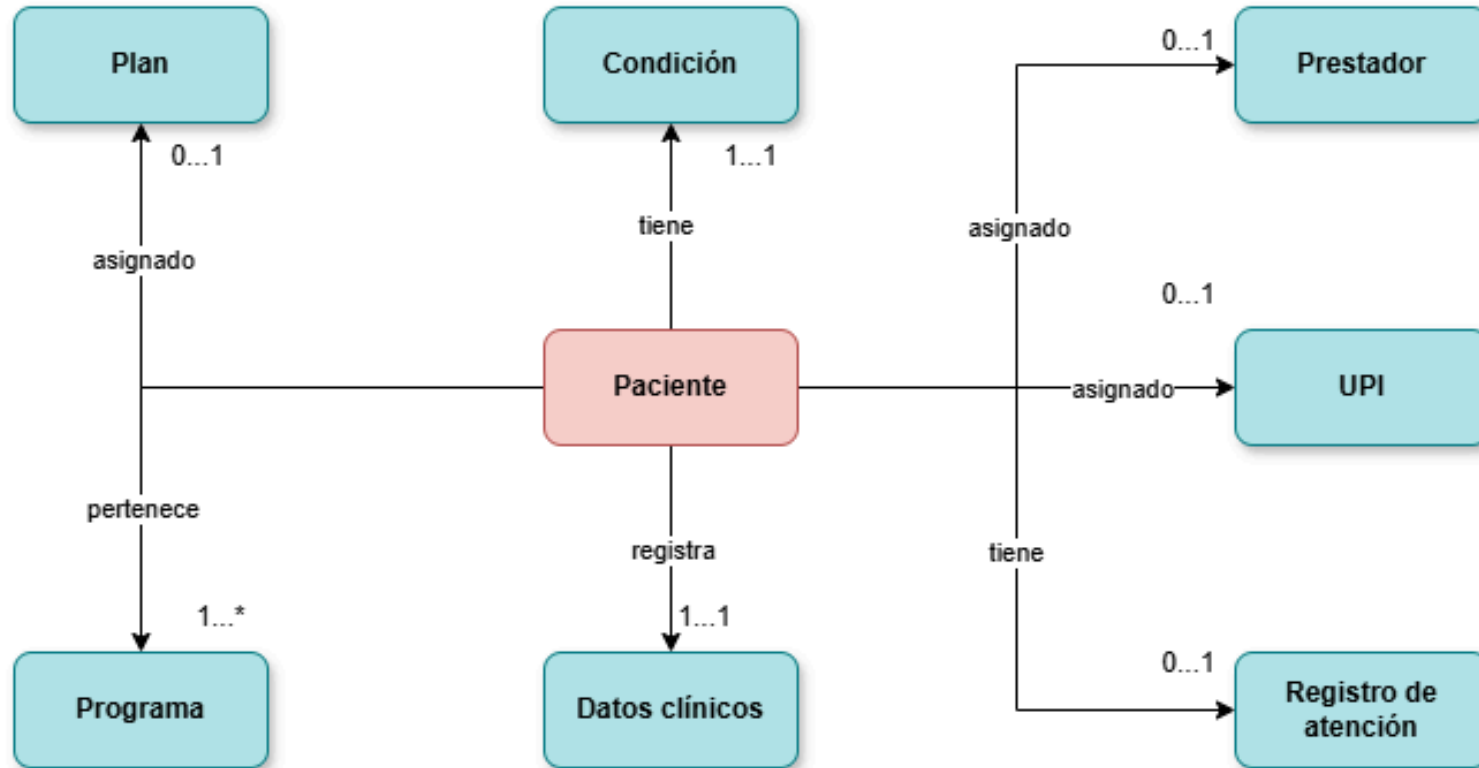 Plan
Condición
0...1
Prestador
0...1
1...1
tiene
asignado
asignado
0...1
Paciente
asignado
UPI
pertenece
registra
tiene
1...*
1...1
0...1
Programa
Datos clínicos
Registro de
atención